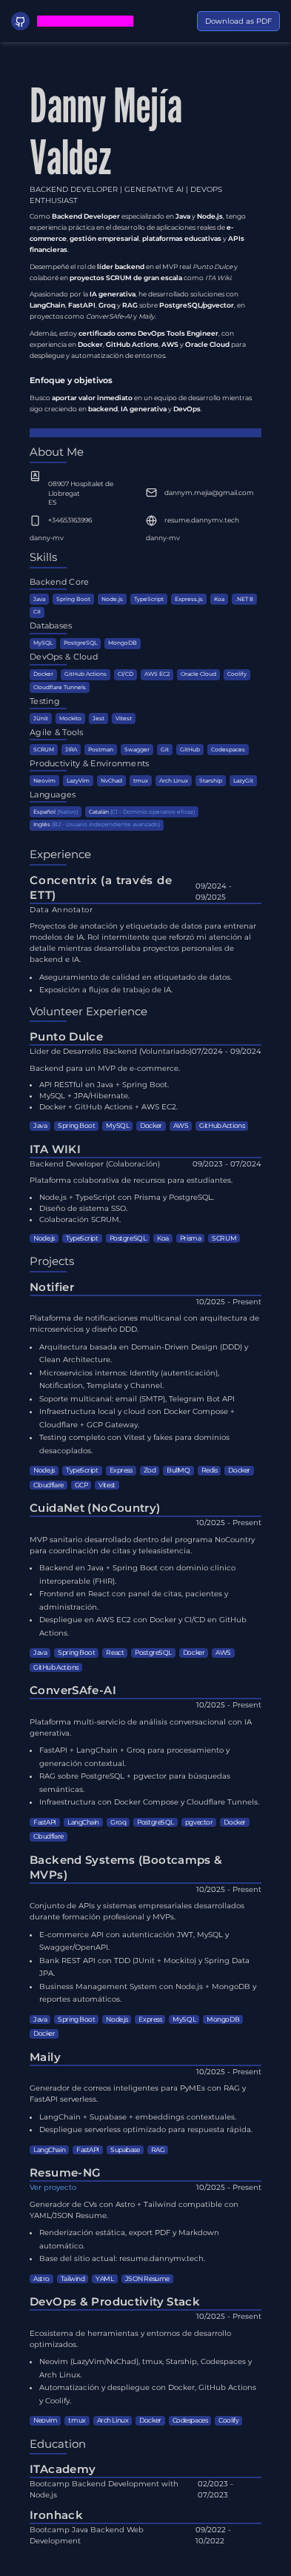 Download as PDF
Danny Mejía
Valdez
BACKEND DEVELOPER | GENERATIVE AI | DEVOPS
ENTHUSIAST
Como Backend Developer especializado en Java y Node.js, tengo
experiencia práctica en el desarrollo de aplicaciones reales de e-
commerce, gestión empresarial, plataformas educativas y APIs
financieras.
Desempeñé el rol de líder backend en el MVP real Punto Dulce y
colaboré en proyectos SCRUM de gran escala como ITA Wiki.
Apasionado por la IA generativa, he desarrollado soluciones con
LangChain, FastAPI, Groq y RAG sobre PostgreSQL/pgvector, en
proyectos como ConverSAfe-AI y Maily.
Además, estoy certificado como DevOps Tools Engineer, con
experiencia en Docker, GitHub Actions, AWS y Oracle Cloud para
despliegue y automatización de entornos.
Enfoque y objetivos
Busco aportar valor inmediato en un equipo de desarrollo mientras
sigo creciendo en backend, IA generativa y DevOps.
About Me
08907 Hospitalet de
Llobregat
ES
dannym.mejia@gmail.com
+34653163996
resume.dannymv.tech
danny-mv
danny-mv
Skills
Backend Core
Java Spring Boot Node.js TypeScript Express.js Koa .NET 8
C#
Databases
MySQL PostgreSQL MongoDB
DevOps & Cloud
Docker GitHub Actions CI/CD AWS EC2 Oracle Cloud Coolify
Cloudflare Tunnels
Testing
JUnit Mockito Jest Vitest
Agile & Tools
SCRUM JIRA Postman Swagger Git GitHub Codespaces
Productivity & Environments
Neovim LazyVim NvChad tmux Arch Linux Starship LazyGit
Languages
Español (Nativo) Catalán (C1 - Dominio operativo eficaz)
Inglés (B2 - Usuario independiente avanzado)
Experience
Concentrix (a través de
ETT)
09/2024 -
09/2025
Data Annotator
Proyectos de anotación y etiquetado de datos para entrenar
modelos de IA. Rol intermitente que reforzó mi atención al
detalle mientras desarrollaba proyectos personales de
backend e IA.
• Aseguramiento de calidad en etiquetado de datos.
• Exposición a flujos de trabajo de IA.
Volunteer Experience
Punto Dulce
Líder de Desarrollo Backend (Voluntariado) 07/2024 - 09/2024
Backend para un MVP de e-commerce.
• API RESTful en Java + Spring Boot.
• MySQL + JPA/Hibernate.
• Docker + GitHub Actions + AWS EC2.
Java Spring Boot MySQL Docker AWS GitHub Actions
ITA WIKI
Backend Developer (Colaboración) 09/2023 - 07/2024
Plataforma colaborativa de recursos para estudiantes.
• Node.js + TypeScript con Prisma y PostgreSQL.
• Diseño de sistema SSO.
• Colaboración SCRUM.
Node.js TypeScript PostgreSQL Koa Prisma SCRUM
Projects
Notifier
10/2025 - Present
Plataforma de notificaciones multicanal con arquitectura de
microservicios y diseño DDD.
• Arquitectura basada en Domain-Driven Design (DDD) y
Clean Architecture.
• Microservicios internos: Identity (autenticación),
Notification, Template y Channel.
• Soporte multicanal: email (SMTP), Telegram Bot API
• Infrastructura local y cloud con Docker Compose +
Cloudflare + GCP Gateway.
• Testing completo con Vitest y fakes para dominios
desacoplados.
Node.js TypeScript Express Zod BullMQ Redis Docker
Cloudflare GCP Vitest
CuidaNet (NoCountry)
10/2025 - Present
MVP sanitario desarrollado dentro del programa NoCountry
para coordinación de citas y teleasistencia.
• Backend en Java + Spring Boot con dominio clínico
interoperable (FHIR).
• Frontend en React con panel de citas, pacientes y
administración.
• Despliegue en AWS EC2 con Docker y CI/CD en GitHub
Actions.
Java Spring Boot React PostgreSQL Docker AWS
GitHub Actions
ConverSAfe-AI
10/2025 - Present
Plataforma multi-servicio de análisis conversacional con IA
generativa.
• FastAPI + LangChain + Groq para procesamiento y
generación contextual.
• RAG sobre PostgreSQL + pgvector para búsquedas
semánticas.
• Infraestructura con Docker Compose y Cloudflare Tunnels.
FastAPI LangChain Groq PostgreSQL pgvector Docker
Cloudflare
Backend Systems (Bootcamps &
MVPs)
10/2025 - Present
Conjunto de APIs y sistemas empresariales desarrollados
durante formación profesional y MVPs.
• E-commerce API con autenticación JWT, MySQL y
Swagger/OpenAPI.
• Bank REST API con TDD (JUnit + Mockito) y Spring Data
JPA.
• Business Management System con Node.js + MongoDB y
reportes automáticos.
Java Spring Boot Node.js Express MySQL MongoDB
Docker
Maily
10/2025 - Present
Generador de correos inteligentes para PyMEs con RAG y
FastAPI serverless.
• LangChain + Supabase + embeddings contextuales.
• Despliegue serverless optimizado para respuesta rápida.
LangChain FastAPI Supabase RAG
Resume-NG
Ver proyecto 10/2025 - Present
Generador de CVs con Astro + Tailwind compatible con
YAML/JSON Resume.
• Renderización estática, export PDF y Markdown
automático.
• Base del sitio actual: resume.dannymv.tech.
Astro Tailwind YAML JSON Resume
DevOps & Productivity Stack
10/2025 - Present
Ecosistema de herramientas y entornos de desarrollo
optimizados.
• Neovim (LazyVim/NvChad), tmux, Starship, Codespaces y
Arch Linux.
• Automatización y despliegue con Docker, GitHub Actions
y Coolify.
Neovim tmux Arch Linux Docker Codespaces Coolify
Education
ITAcademy
Bootcamp Backend Development with
Node.js
02/2023 -
07/2023
Ironhack
Bootcamp Java Backend Web
Development
09/2022 -
10/2022